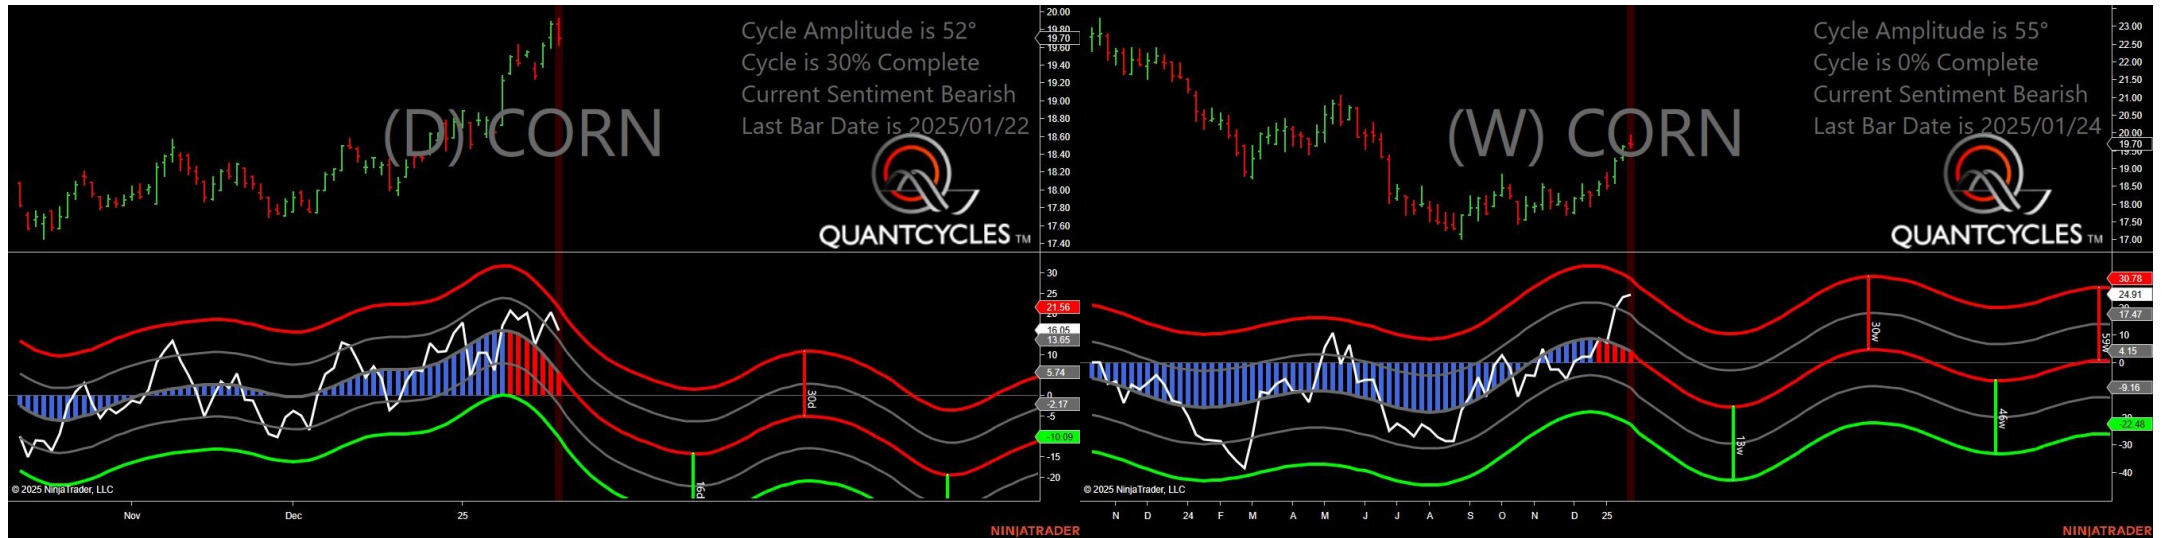 (D) CORN
Cycle Amplitude is 52°
Cycle is 30% Complete
Current Sentiment Bearish
Last Bar Date is 2025/01/22
QUANTCYCLES TM
20.00
19.80
19.70
19.60
19.40
19.20
19.00
18.80
18.60
18.40
18.20
18.00
17.80
17.60
17.40
30
25
21.56
20
16.05
13.65
10
5.74
0
-2.17
-5
-10.09
-15
-20
30d
16d
© 2025 NinjaTrader, LLC
Nov
Dec
25
NINJATRADER
(W) CORN
Cycle Amplitude is 55°
Cycle is 0% Complete
Current Sentiment Bearish
Last Bar Date is 2025/01/24
QUANTCYCLES TM
23.00
22.00
21.50
21.00
20.50
20.00
19.70
19.50
19.00
18.50
18.00
17.50
17.00
30.78
24.91
20
17.47
10
4.15
0
-9.16
-20
-22.48
-30
-40
30w
59w
13w
46w
© 2025 NinjaTrader, LLC
N D 24 F M A M J J A S O N D 25
NINJATRADER